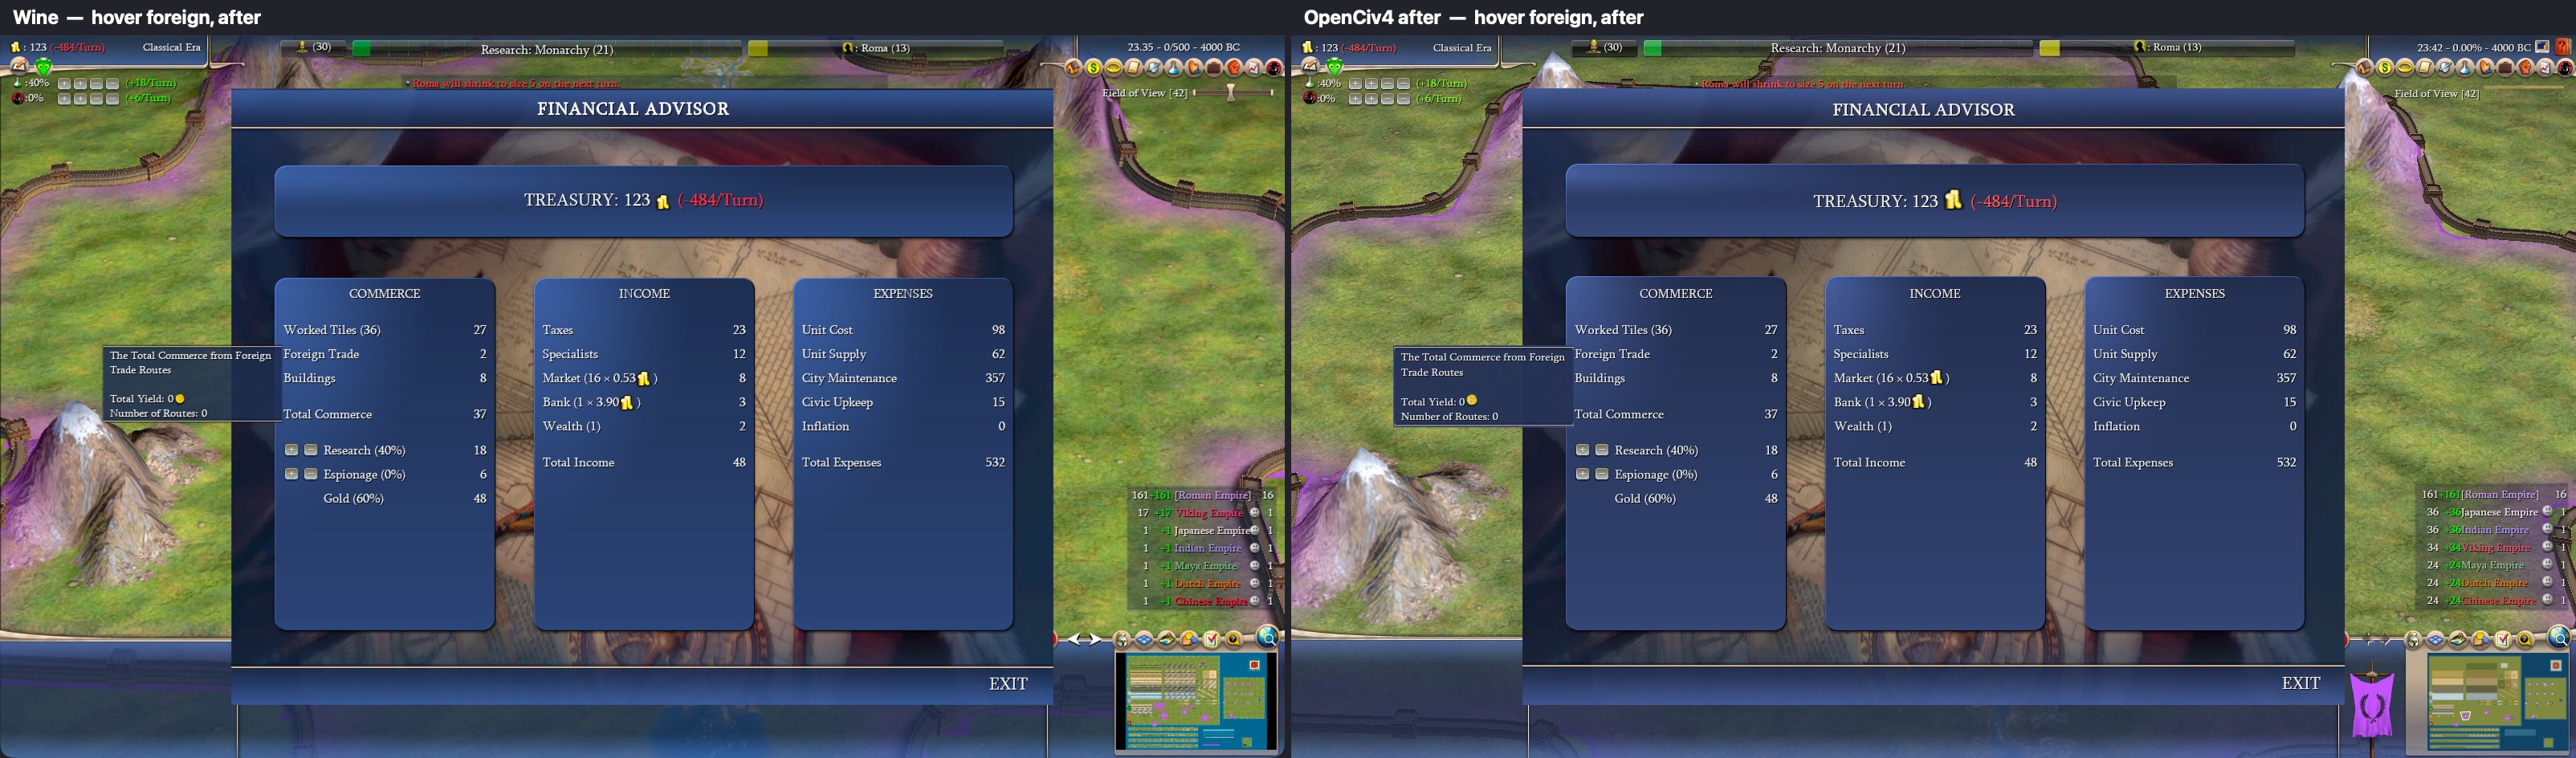 Wine — hover foreign, after
: 123 (-484/Turn)
Classical Era
(30)
Research: Monarchy (21)
: Roma (13)
23.35 - 0/500 - 4000 BC
:40%
(+18/Turn)
:0%
(+6/Turn)
Roma will shrink to size 5 on the next turn.
Field of View [42]
FINANCIAL ADVISOR
TREASURY: 123 (-484/Turn)
COMMERCE
Worked Tiles (36) 27
Foreign Trade 2
Buildings 8
Total Commerce 37
Research (40%) 18
Espionage (0%) 6
Gold (60%) 48
INCOME
Taxes 23
Specialists 12
Market (16 × 0.53 ) 8
Bank (1 × 3.90 ) 3
Wealth (1) 2
Total Income 48
EXPENSES
Unit Cost 98
Unit Supply 62
City Maintenance 357
Civic Upkeep 15
Inflation 0
Total Expenses 532
The Total Commerce from Foreign
Trade Routes
Total Yield: 0
Number of Routes: 0
161 +161 [Roman Empire] 16
17 +17 Viking Empire 1
1 +1 Japanese Empire 1
1 +1 Indian Empire 1
1 +1 Maya Empire 1
1 +1 Dutch Empire 1
1 +1 Chinese Empire 1
EXIT
OpenCiv4 after — hover foreign, after
: 123 (-484/Turn)
Classical Era
(30)
Research: Monarchy (21)
: Roma (13)
23:42 - 0.00% - 4000 BC
:40%
(+18/Turn)
:0%
(+6/Turn)
Roma will shrink to size 5 on the next turn.
Field of View [42]
FINANCIAL ADVISOR
TREASURY: 123 (-484/Turn)
COMMERCE
Worked Tiles (36) 27
Foreign Trade 2
Buildings 8
Total Commerce 37
Research (40%) 18
Espionage (0%) 6
Gold (60%) 48
INCOME
Taxes 23
Specialists 12
Market (16 × 0.53 ) 8
Bank (1 × 3.90 ) 3
Wealth (1) 2
Total Income 48
EXPENSES
Unit Cost 98
Unit Supply 62
City Maintenance 357
Civic Upkeep 15
Inflation 0
Total Expenses 532
The Total Commerce from Foreign
Trade Routes
Total Yield: 0
Number of Routes: 0
161 +161 [Roman Empire] 16
36 +36 Japanese Empire 1
36 +36 Indian Empire 1
34 +34 Viking Empire 1
24 +24 Maya Empire 1
24 +24 Dutch Empire 1
24 +24 Chinese Empire 1
EXIT